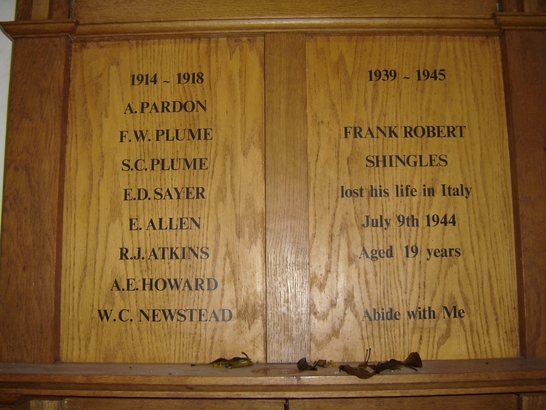 1914 ~ 1918
A. PARDON
F.W. PLUME
S.C. PLUME
E.D. SAYER
E. ALLEN
R.J. ATKINS
A.E. HOWARD
W.C. NEWSTEAD
1939 ~ 1945
FRANK ROBERT
SHINGLES
lost his life in Italy
July 9th 1944
Aged 19 years
Abide with Me